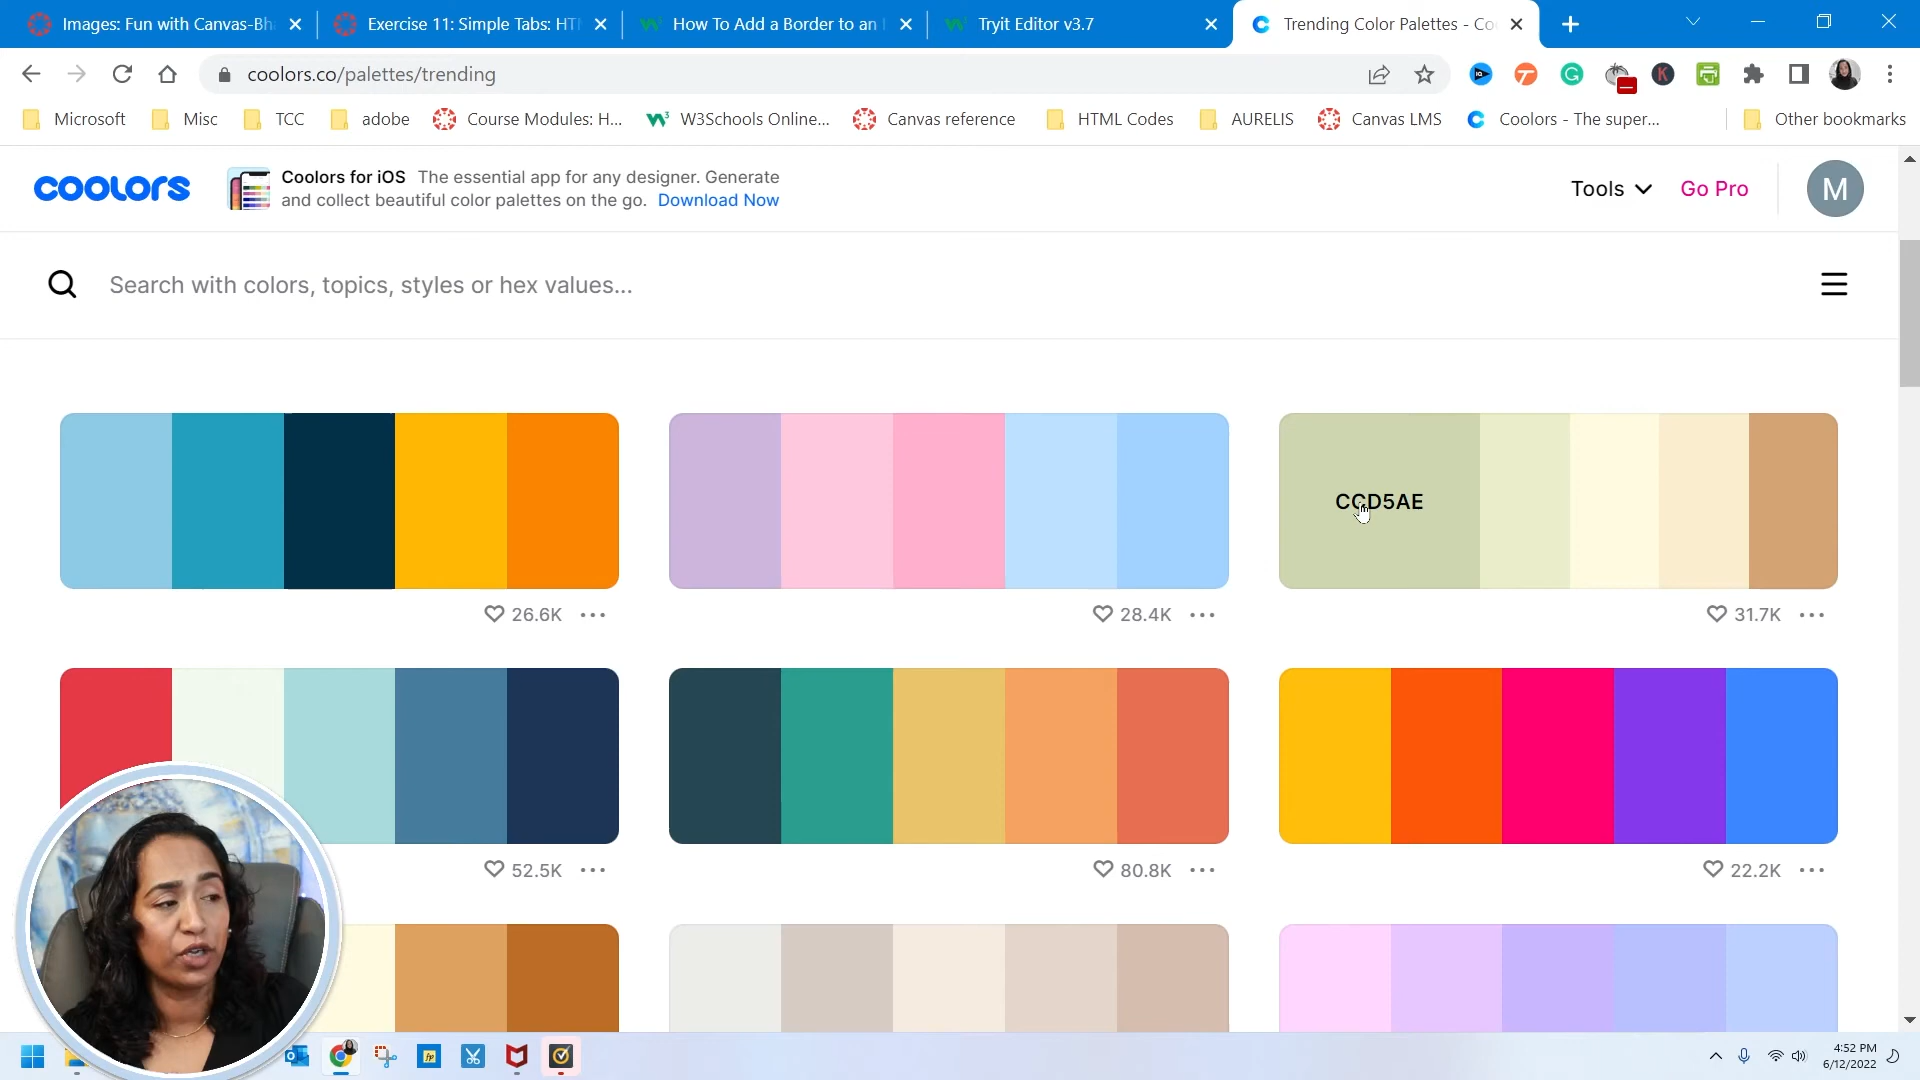 Images: Fun with Canvas-Bh
Exercise 11: Simple Tabs: HT
How To Add a Border to an
Tryit Editor v3.7
Trending Color Palettes - Co
coolors.co/palettes/trending
Microsoft
Misc
TCC
adobe
Course Modules: H...
W3Schools Online...
Canvas reference
HTML Codes
AURELIS
Canvas LMS
Coolors - The super...
Other bookmarks
coolors
Coolors for iOS The essential app for any designer. Generate
and collect beautiful color palettes on the go. Download Now
Tools
Go Pro
M
Search with colors, topics, styles or hex values...
CCD5AE
26.6K
28.4K
31.7K
52.5K
80.8K
22.2K
4:52 PM
6/12/2022